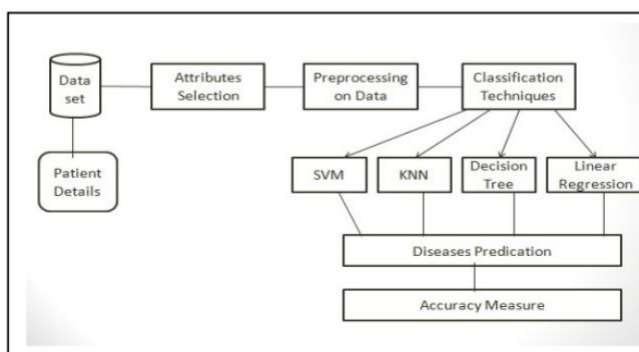 Data
set
Attributes
Selection
Preprocessing
on Data
Classification
Techniques
Patient
Details
SVM
KNN
Decision
Tree
Linear
Regression
Diseases Predication
Accuracy Measure